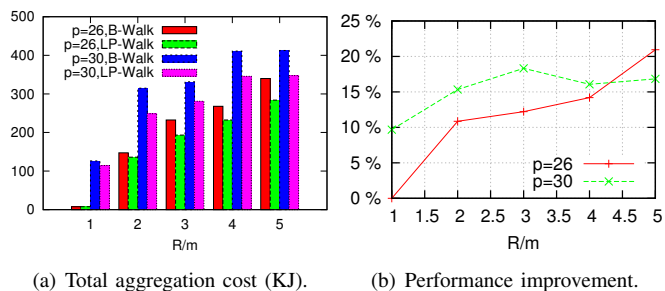 p=26,B-Walk
p=26,LP-Walk
p=30,B-Walk
p=30,LP-Walk
500
400
300
200
100
0
1 2 3 4 5
R/m
(a) Total aggregation cost (KJ).
25 %
20 %
15 %
10 %
5 %
0 %
p=26
p=30
1 1.5 2 2.5 3 3.5 4 4.5 5
R/m
(b) Performance improvement.